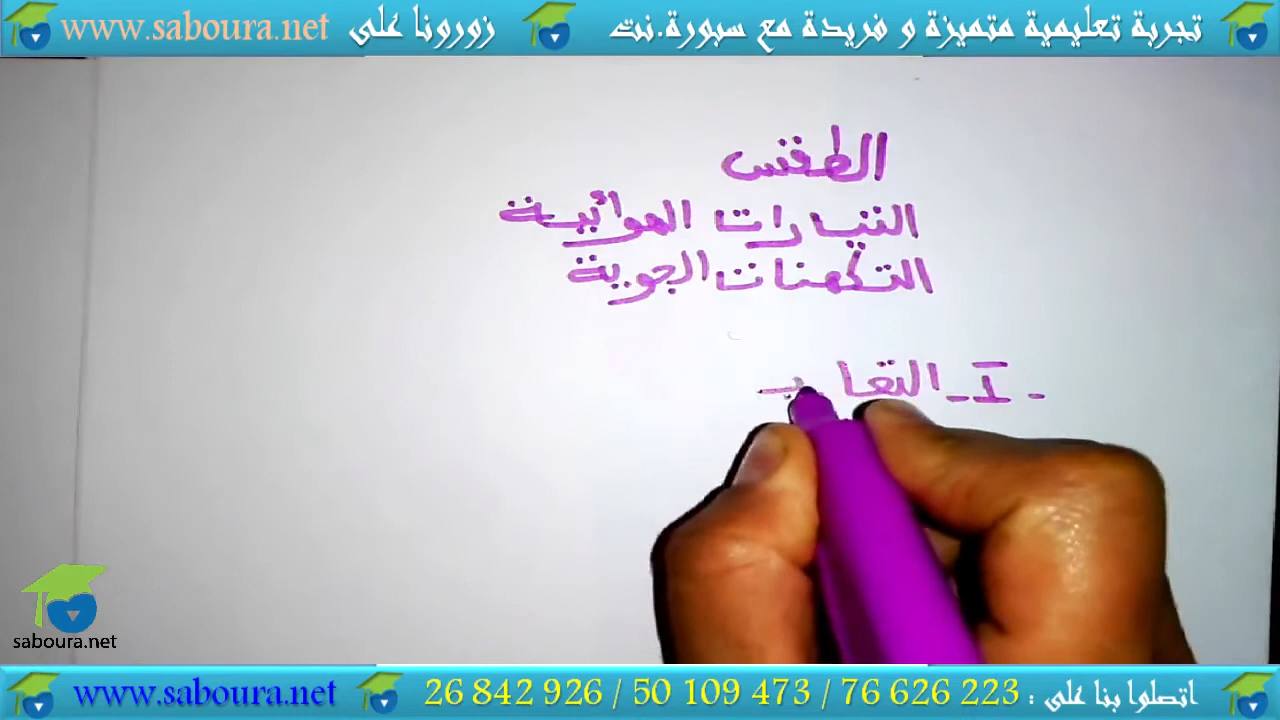 تجربة تعليمية متميزة و فريدة مع سبورة.نت زورونا على www.saboura.net
الطقس
التيارات الهوائية
التكهنات الجوية
I - التعا
saboura.net
اتصلوا بنا على : 26 842 926 / 50 109 473 / 76 626 223 www.saboura.net